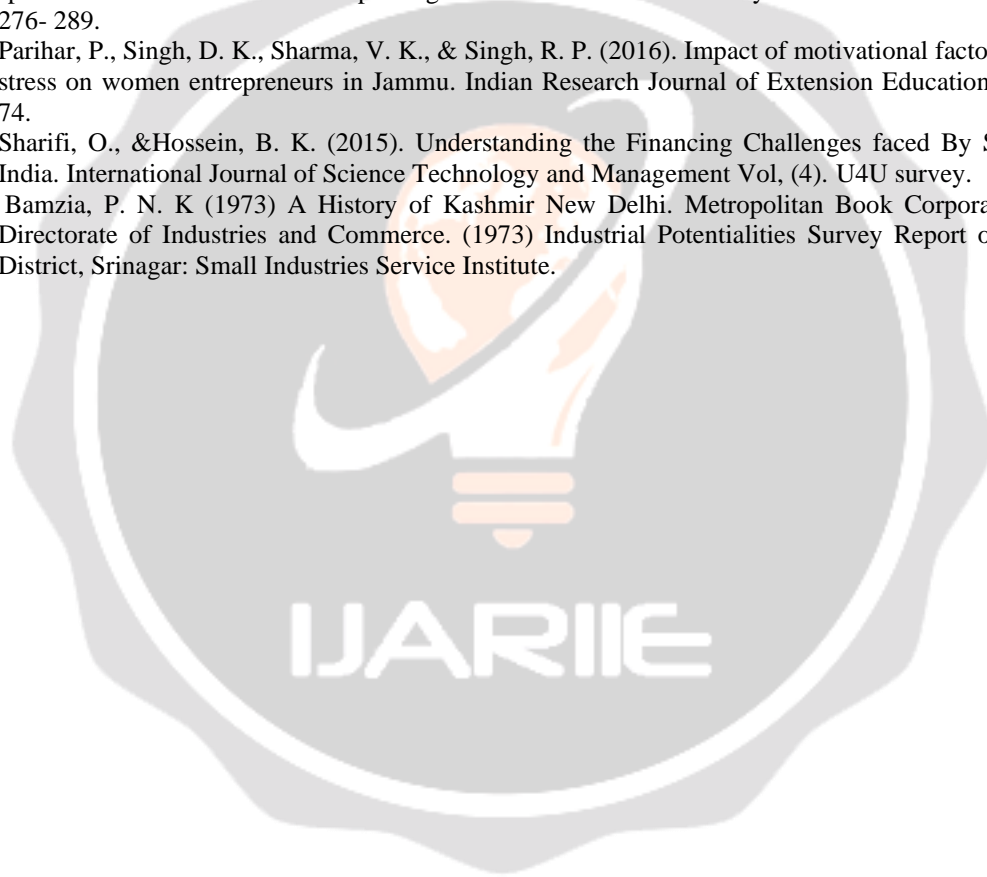 276- 289.
Parihar, P., Singh, D. K., Sharma, V. K., & Singh, R. P. (2016). Impact of motivational
stress on women entrepreneurs in Jammu. Indian Research Journal of Extension Education
74.
Sharifi, O., &Hossein, B. K. (2015). Understanding the Financing Challenges faced By
India. International Journal of Science Technology and Management Vol, (4). U4U survey.
Bamzia, P. N. K (1973) A History of Kashmir New Delhi. Metropolitan Book
Directorate of Industries and Commerce. (1973) Industrial Potentialities Survey Report
District, Srinagar: Small Industries Service Institute.
IJARIIE